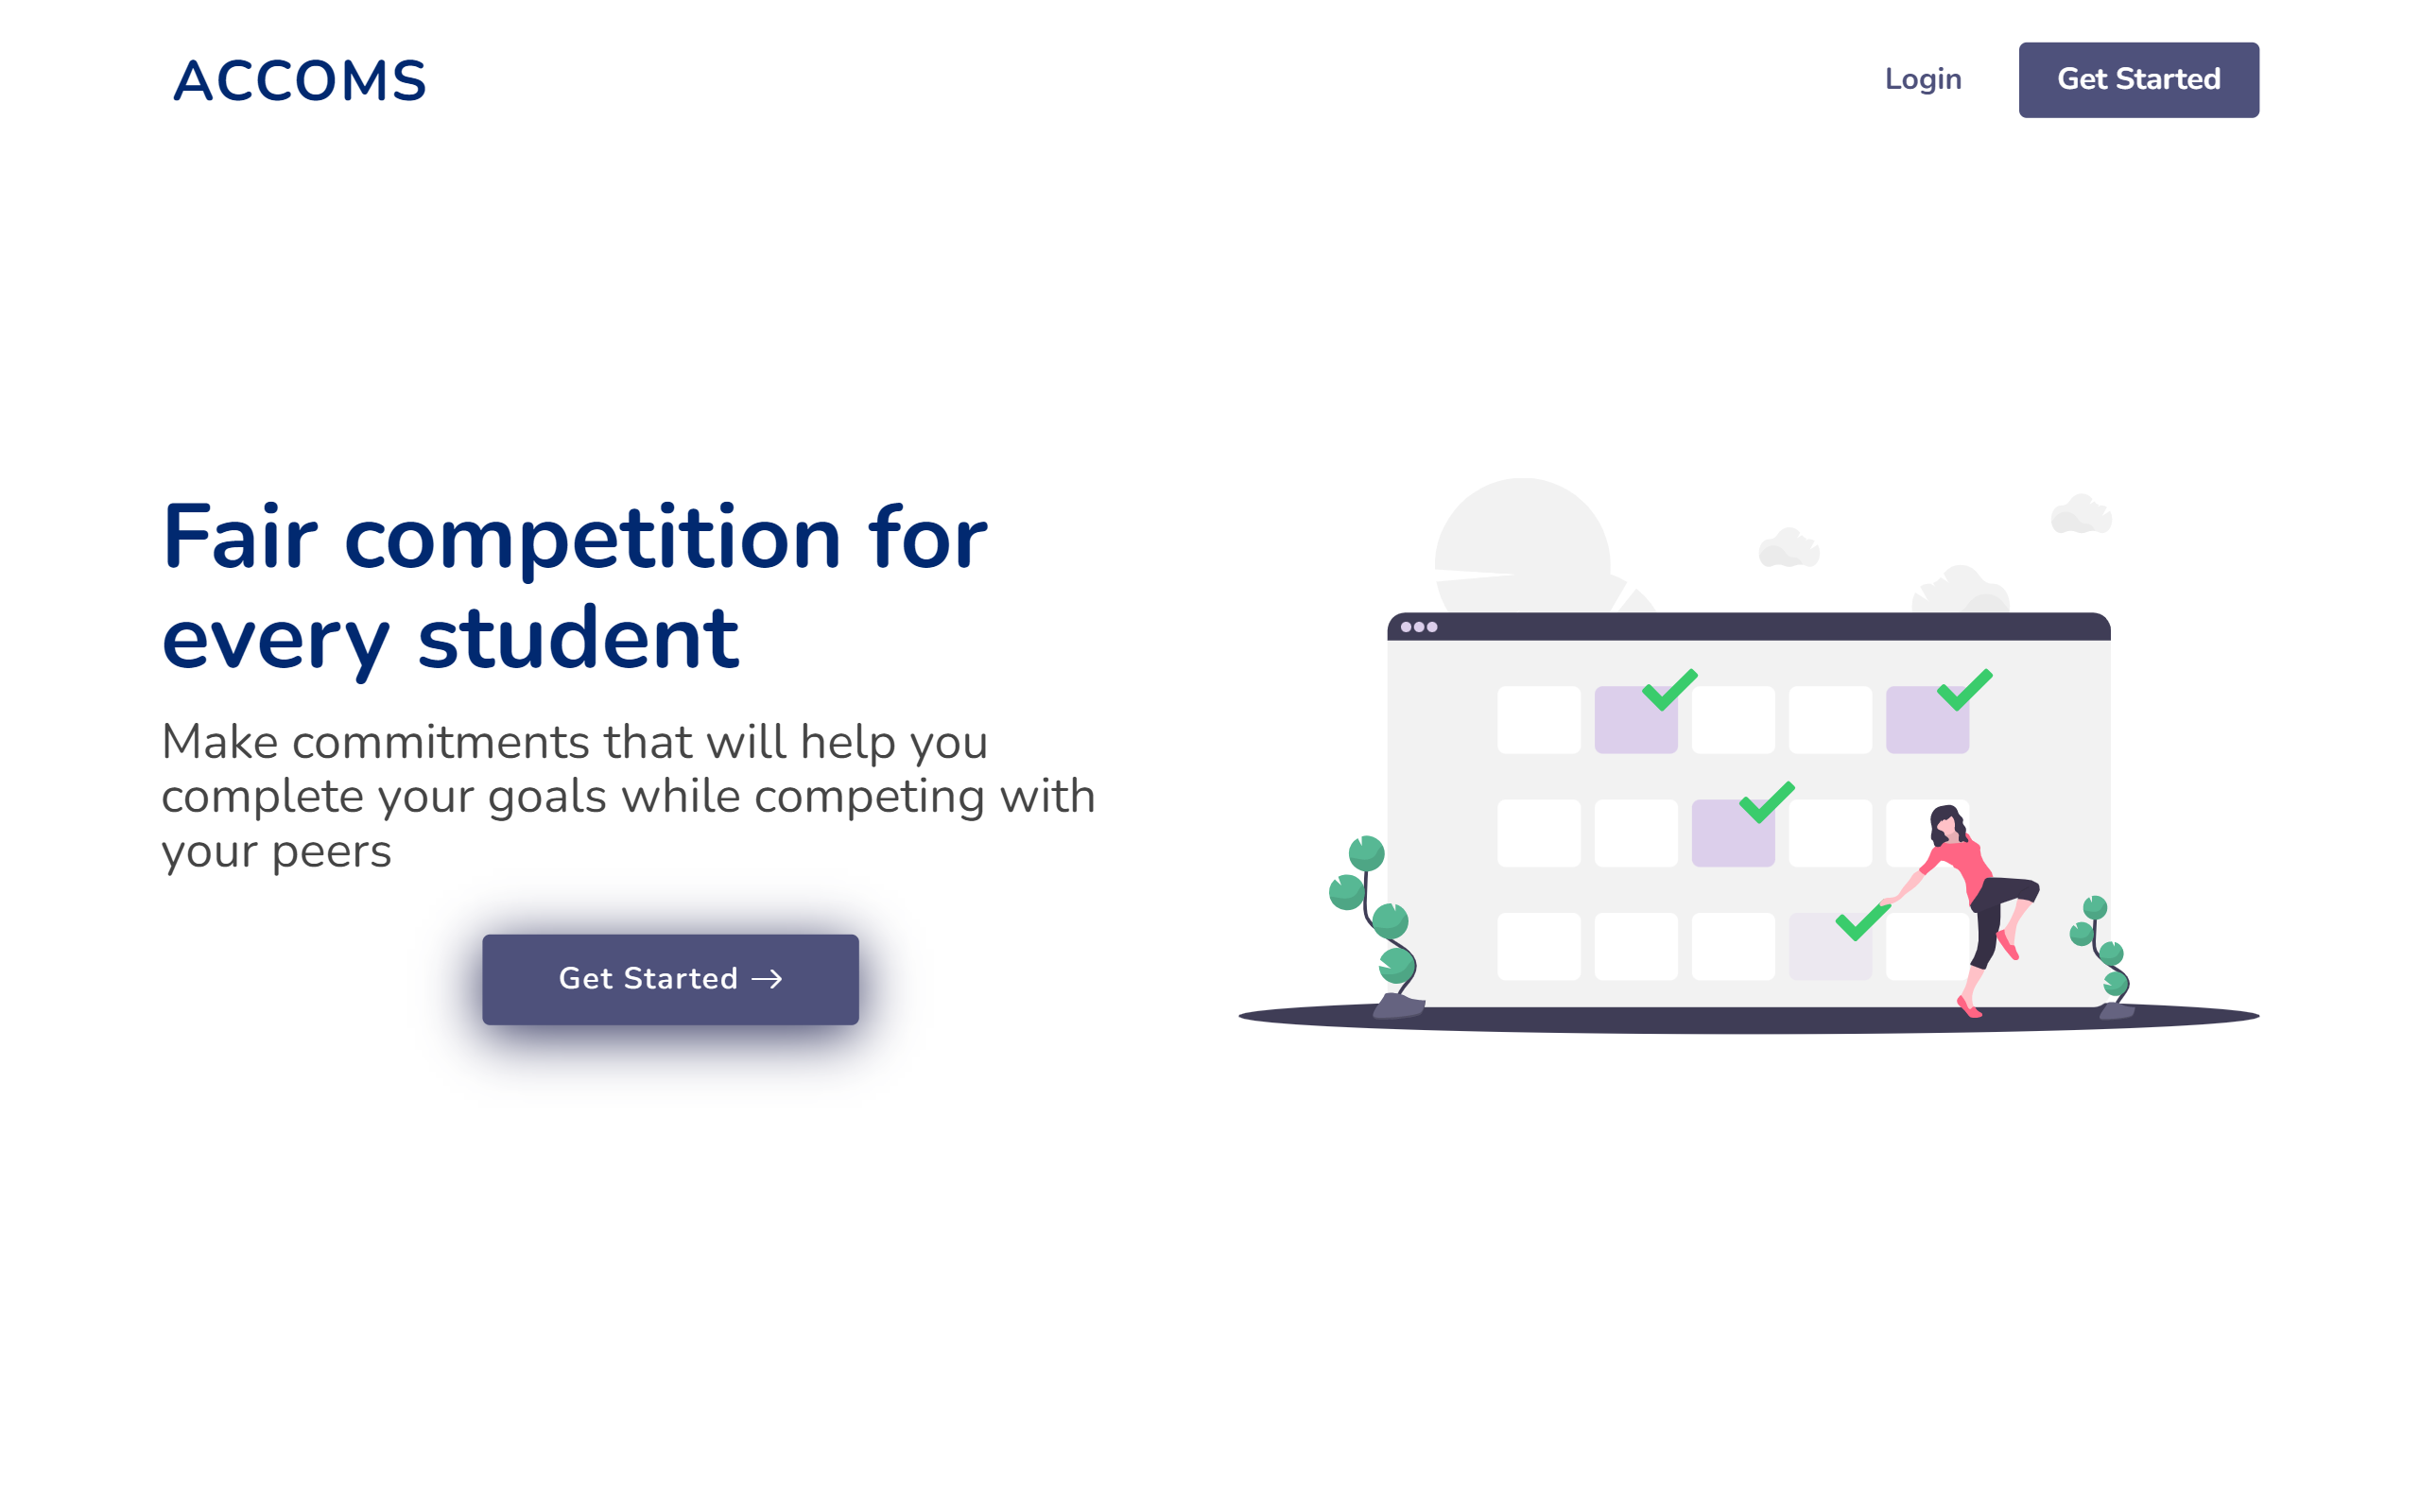 ACCOMS
Login
Get Started
Fair competition for
every student
Make commitments that will help you
complete your goals while competing with
your peers
Get Started →